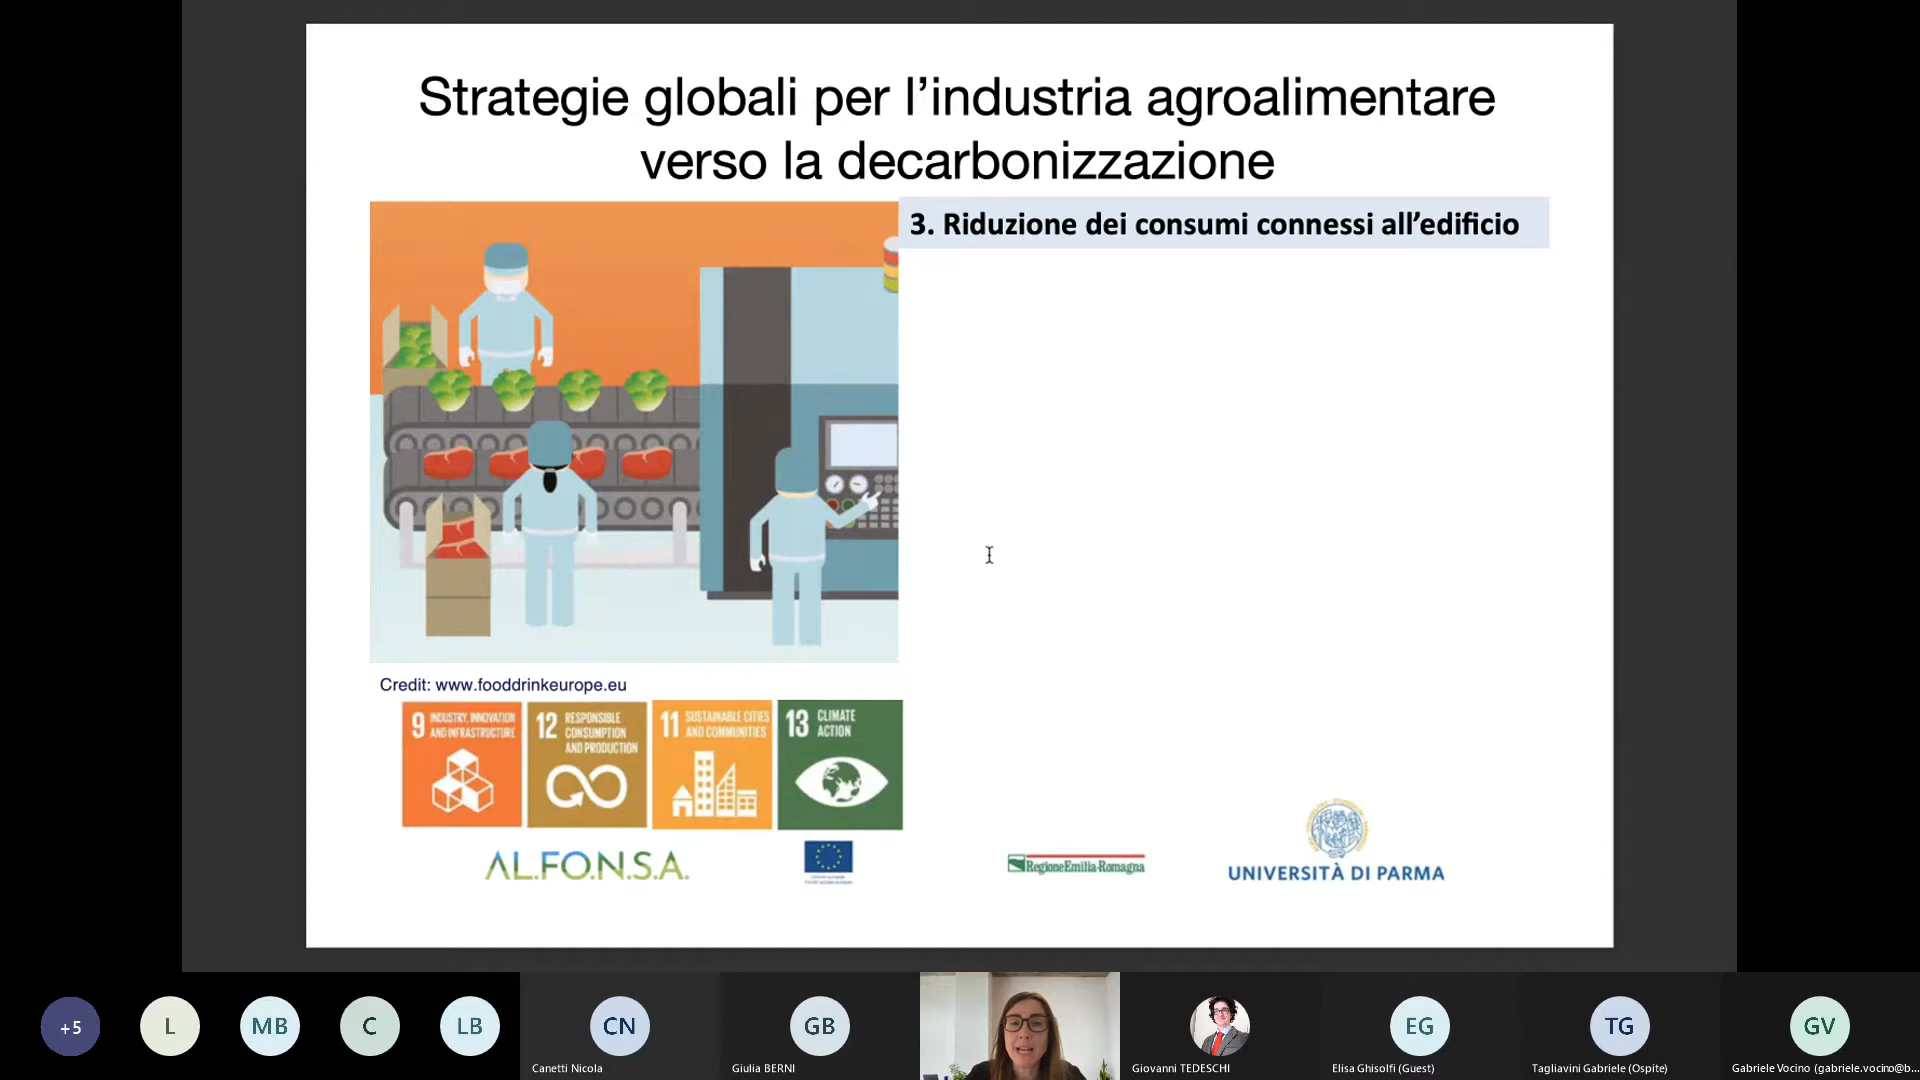 Strategie globali per l’industria agroalimentare
verso la decarbonizzazione
3. Riduzione dei consumi connessi all’edificio
Credit: www.fooddrinkeurope.eu
9 INDUSTRY, INNOVATION
AND INFRASTRUCTURE
12 RESPONSIBLE
CONSUMPTION
AND PRODUCTION
11 SUSTAINABLE CITIES
AND COMMUNITIES
13 CLIMATE
ACTION
AL.FO.N.S.A.
RegioneEmilia-Romagna
UNIVERSITÀ DI PARMA
+5
L
MB
C
LB
CN
Canetti Nicola
GB
Giulia BERNI
Giovanni TEDESCHI
EG
Elisa Ghisolfi (Guest)
TG
Tagliavini Gabriele (Ospite)
GV
Gabriele Vocino (gabriele.vocino@b...